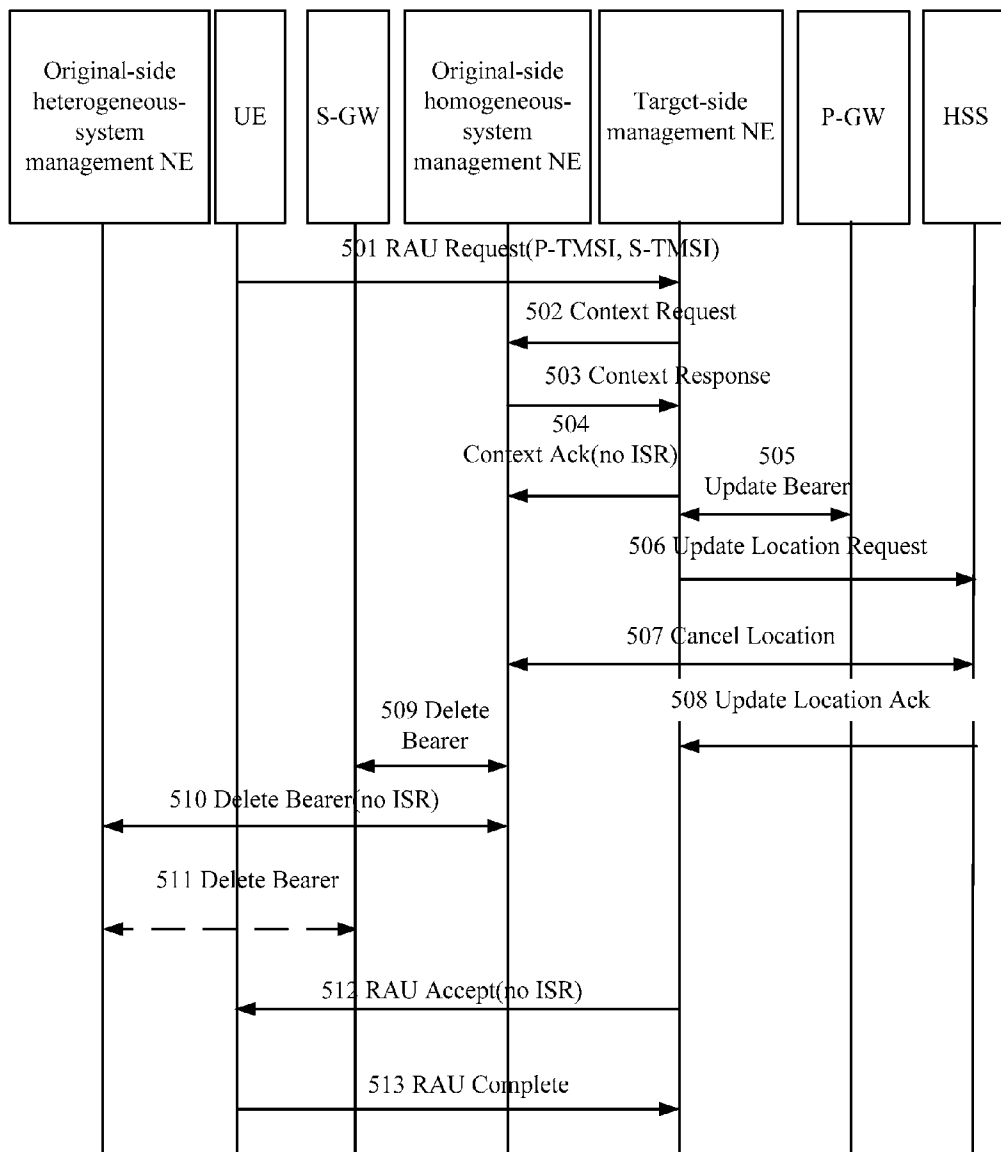 Original-side
heterogeneous-
system
management NE
UE
S-GW
Original-side
homogeneous-
system
management NE
Target-side
management NE
P-GW
HSS
501 RAU Request(P-TMSI, S-TMSI)
502 Context Request
503 Context Response
504
Context Ack(no ISR)
505
Update Bearer
506 Update Location Request
507 Cancel Location
508 Update Location Ack
509 Delete
Bearer
510 Delete Bearer(no ISR)
511 Delete Bearer
512 RAU Accept(no ISR)
513 RAU Complete